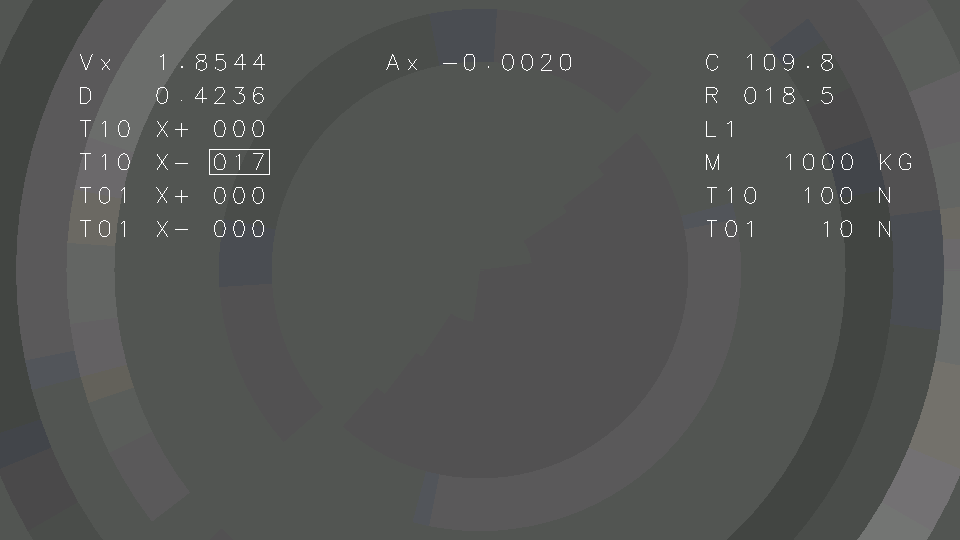 Vx 1.8544 Ax -0.0020 C 109.8
D 0.4236 R 018.5
T10 X+ 000 L1
T10 X- 017 M 1000 KG
T01 X+ 000 T10 100 N
T01 X- 000 T01 10 N